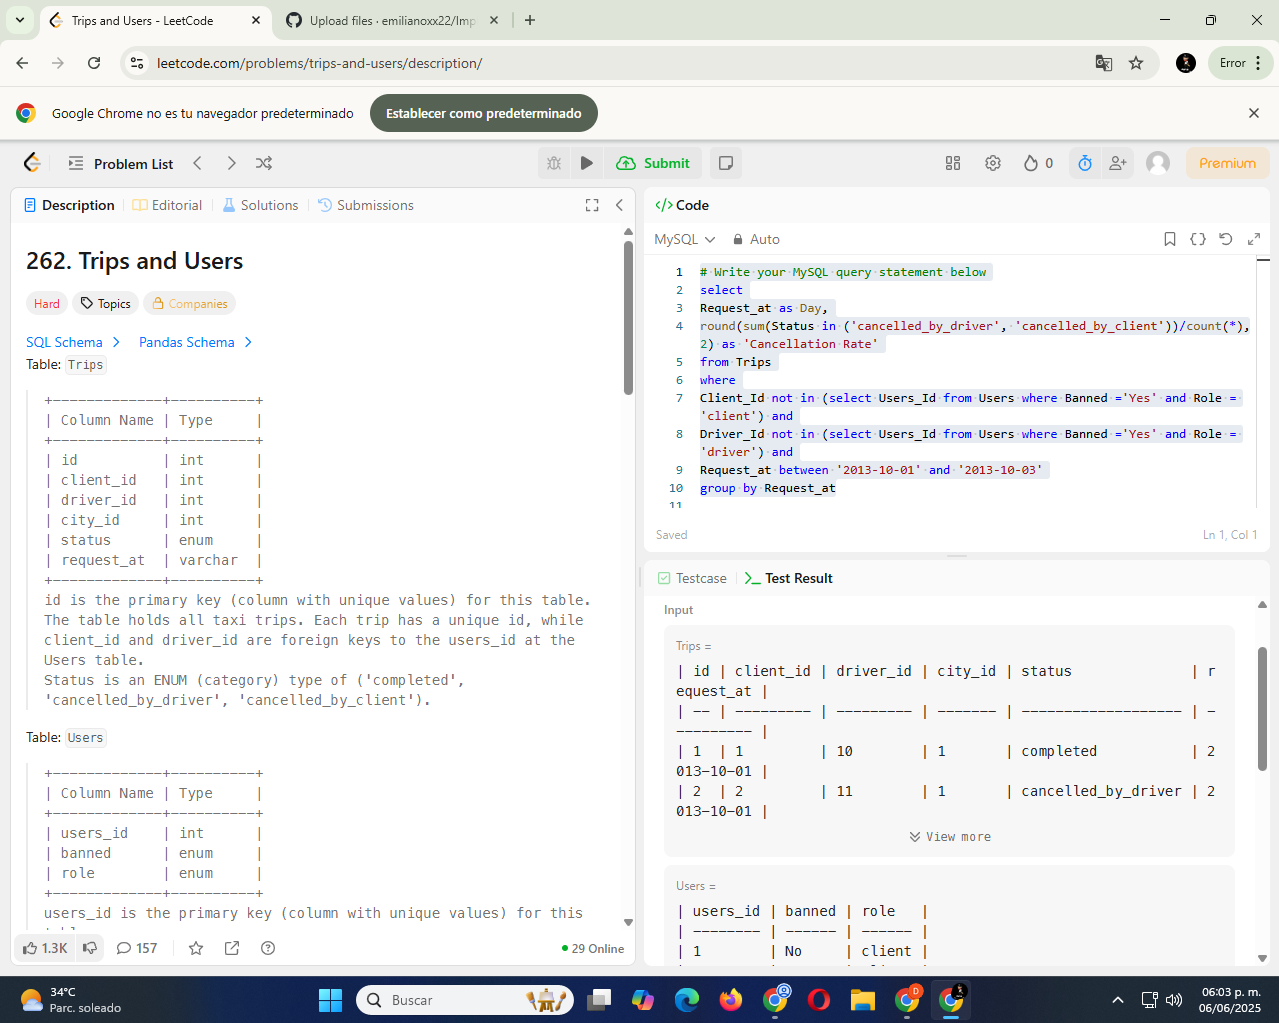 Trips and Users - LeetCode
Upload files · emilianoxx22/Imp
leetcode.com/problems/trips-and-users/description/
Error
Google Chrome no es tu navegador predeterminado
Establecer como predeterminado
Problem List
Submit
0
Premium
Description
Editorial
Solutions
Submissions
262. Trips and Users
Hard
Topics
Companies
SQL Schema
Pandas Schema
Table: Trips
+-------------+----------+
| Column Name | Type     |
+-------------+----------+
| id          | int      |
| client_id   | int      |
| driver_id   | int      |
| city_id     | int      |
| status      | enum     |
| request_at  | varchar  |
+-------------+----------+
id is the primary key (column with unique values) for this table.
The table holds all taxi trips. Each trip has a unique id, while
client_id and driver_id are foreign keys to the users_id at the
Users table.
Status is an ENUM (category) type of ('completed',
'cancelled_by_driver', 'cancelled_by_client').
Table: Users
+-------------+----------+
| Column Name | Type     |
+-------------+----------+
| users_id    | int      |
| banned      | enum     |
| role        | enum     |
+-------------+----------+
users_id is the primary key (column with unique values) for this
1.3K
157
29 Online
Code
MySQL
Auto
1 # Write your MySQL query statement below
2 select
3 Request_at as Day,
4 round(sum(Status in ('cancelled_by_driver', 'cancelled_by_client'))/count(*),
2) as 'Cancellation Rate'
5 from Trips
6 where
7 Client_Id not in (select Users_Id from Users where Banned ='Yes' and Role =
'client') and
8 Driver_Id not in (select Users_Id from Users where Banned ='Yes' and Role =
'driver') and
9 Request_at between '2013-10-01' and '2013-10-03'
10 group by Request_at
11
Saved
Ln 1, Col 1
Testcase
Test Result
Input
Trips =
| id | client_id | driver_id | city_id | status              | r
equest_at |
| -- | --------- | --------- | ------- | ------------------- | -
--------- |
| 1  | 1         | 10        | 1       | completed           | 2
013-10-01 |
| 2  | 2         | 11        | 1       | cancelled_by_driver | 2
013-10-01 |
View more
Users =
| users_id | banned | role   |
| -------- | ------ | ------ |
| 1        | No     | client |
34°C
Parc. soleado
Buscar
D
06:03 p. m.
06/06/2025